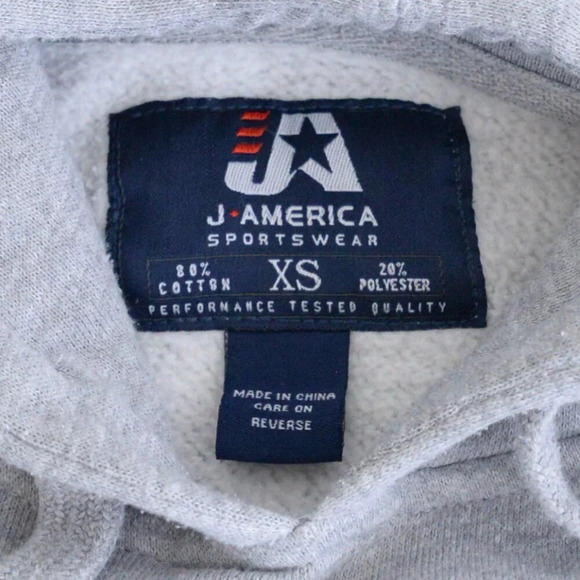 JA
J·AMERICA
SPORTSWEAR
80% XS 20%
COTTON POLYESTER
PERFORMANCE TESTED QUALITY
MADE IN CHINA
CARE ON
REVERSE